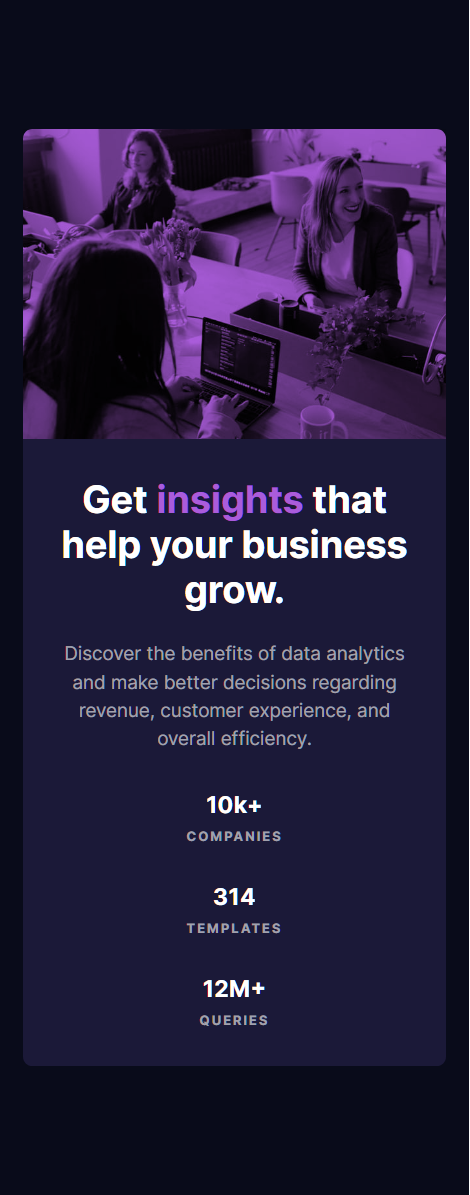 Get insights that
help your business
grow.
Discover the benefits of data analytics
and make better decisions regarding
revenue, customer experience, and
overall efficiency.
10k+
COMPANIES
314
TEMPLATES
12M+
QUERIES